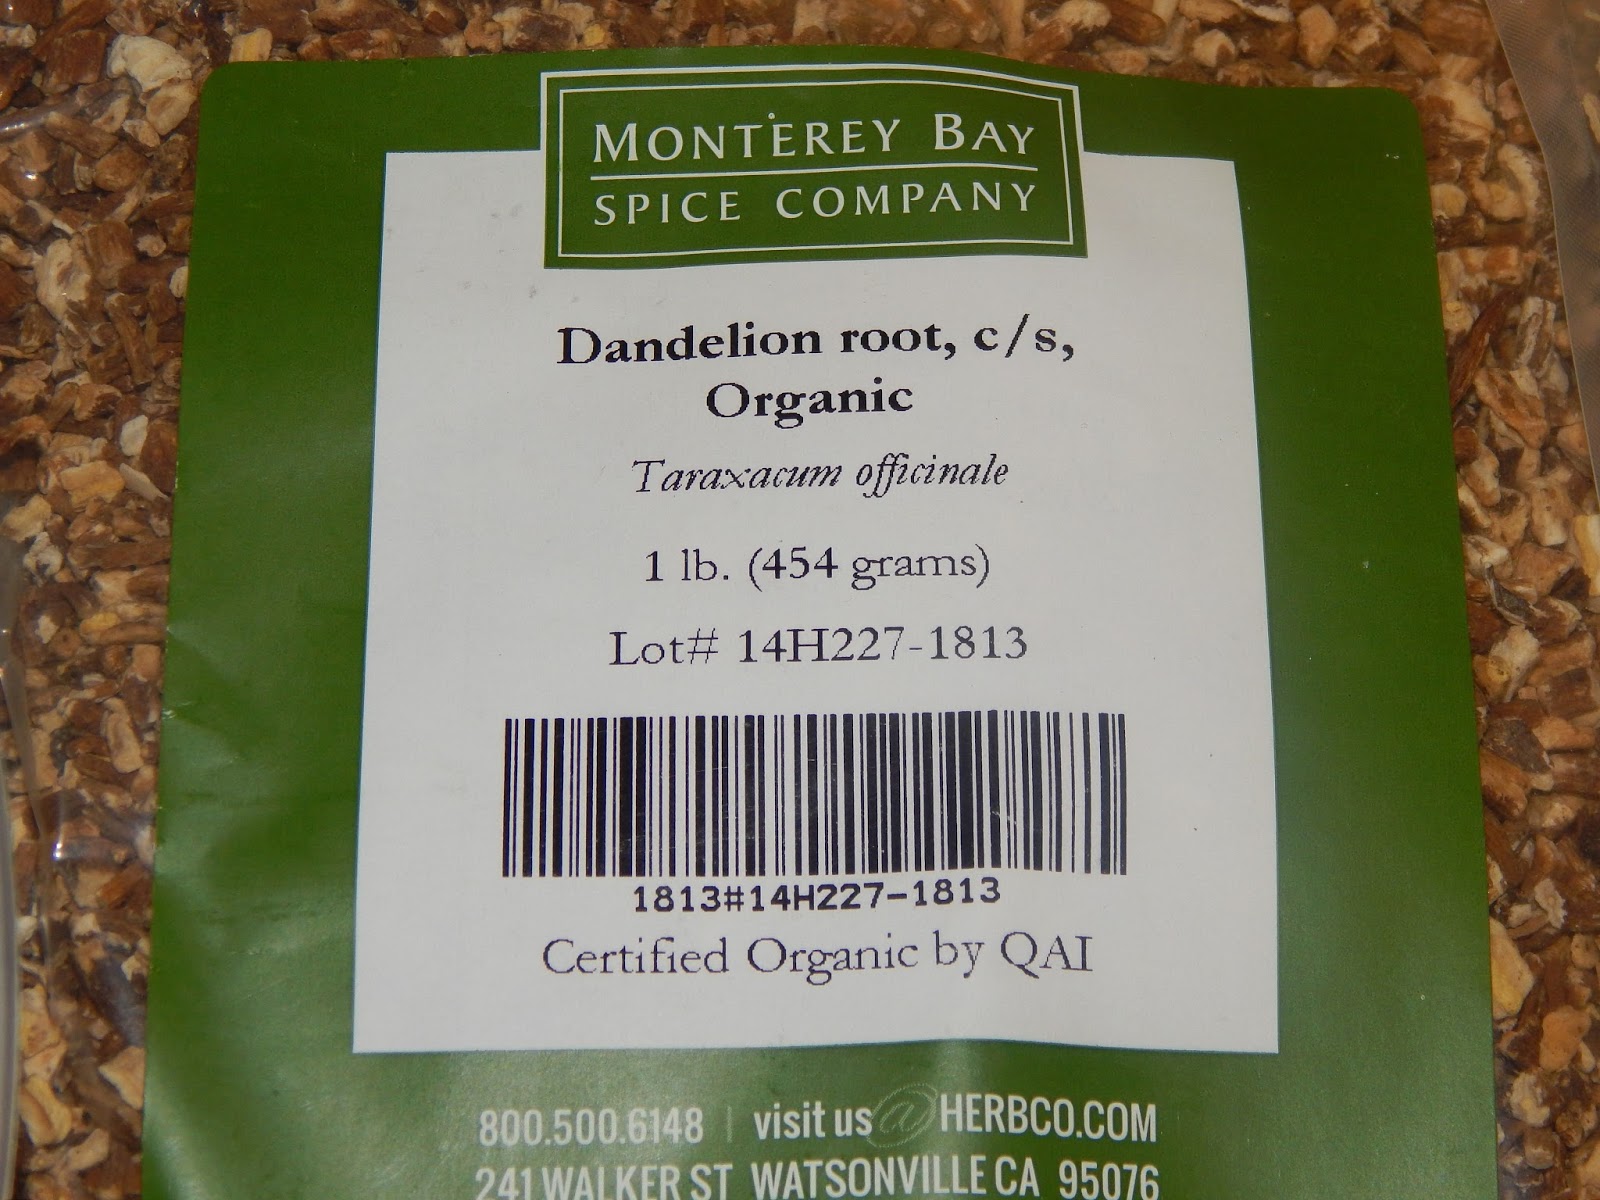 MONTEREY BAY
SPICE COMPANY
Dandelion root, c/s,
Organic
Taraxacum officinale
1 lb. (454 grams)
Lot# 14H227-1813
1813#14H227-1813
Certified Organic by QAI
800.500.6148 | visit us @ HERBCO.COM
241 WALKER ST WATSONVILLE CA 95076